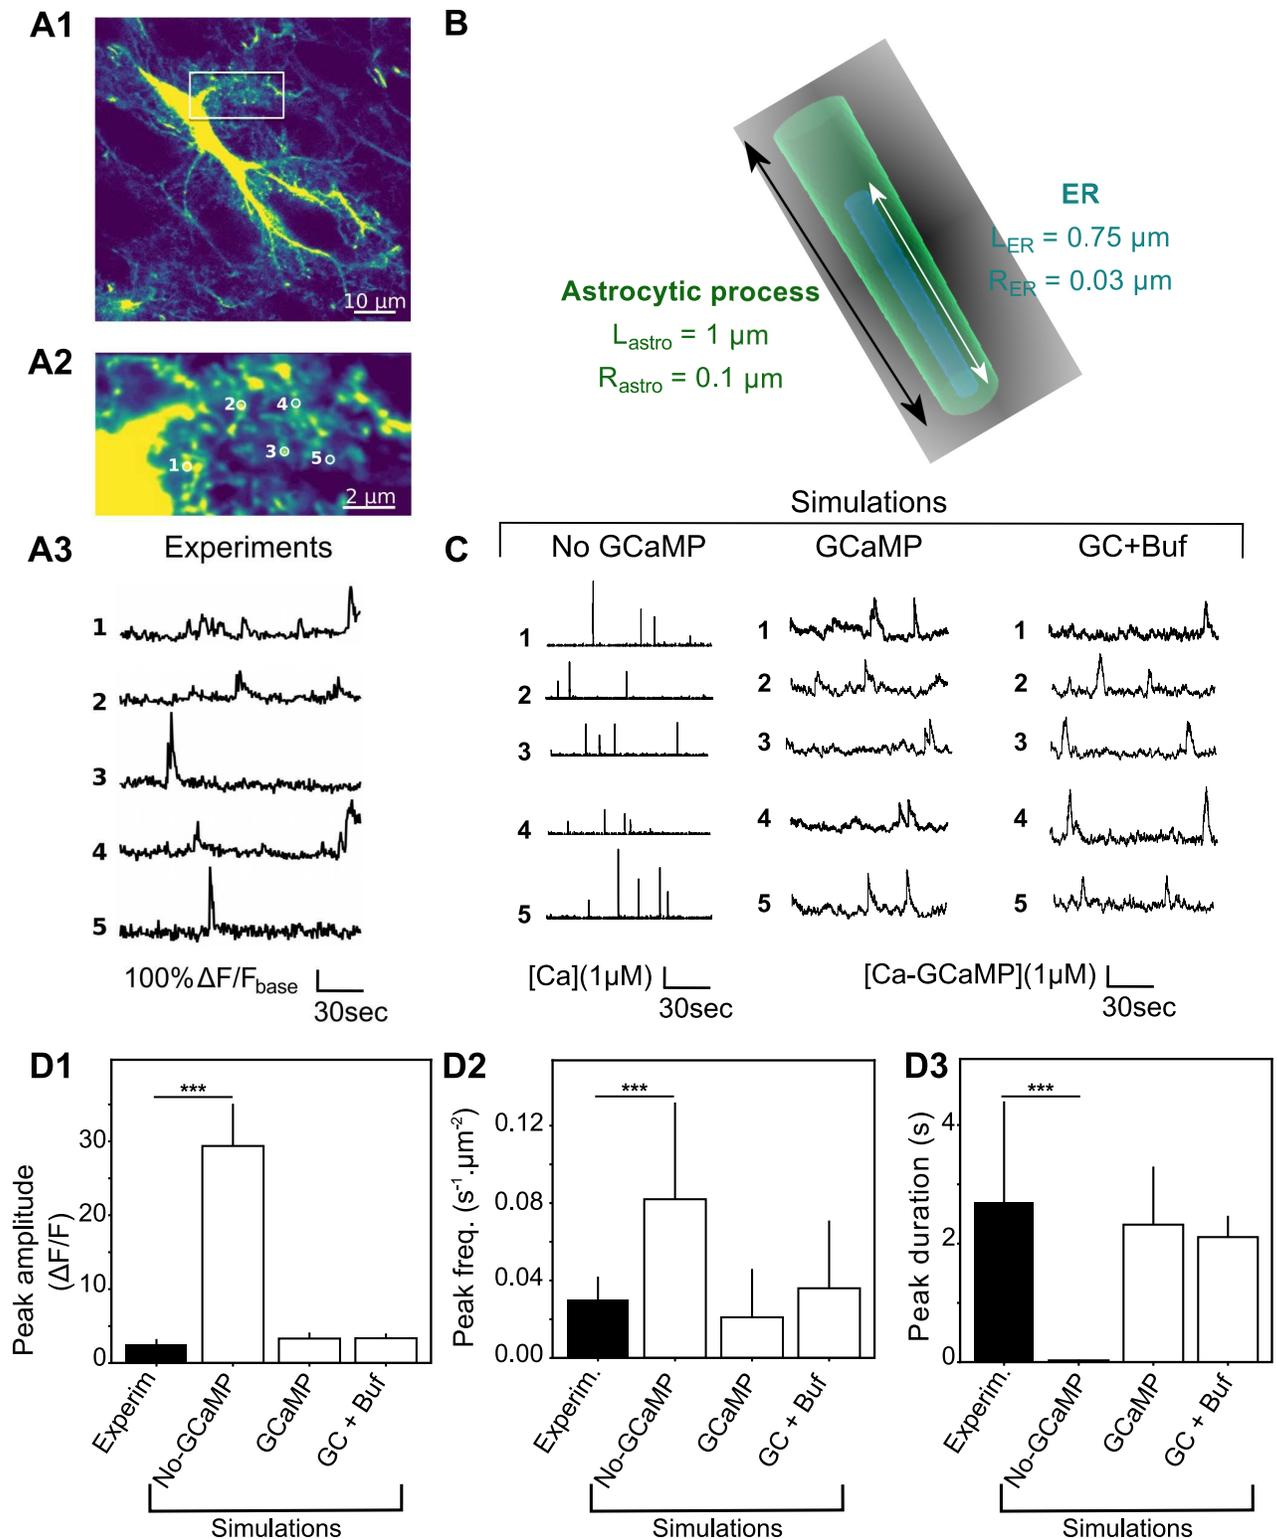 A1
10 µm
A2
2
4
3
5
1
2 µm
B
ER
L_ER = 0.75 µm
R_ER = 0.03 µm
Astrocytic process
L_astro = 1 µm
R_astro = 0.1 µm
A3
Experiments
1
2
3
4
5
100% ΔF/F_base
30sec
Simulations
C
No GCaMP
GCaMP
GC+Buf
1
2
3
4
5
1
2
3
4
5
1
2
3
4
5
[Ca](1µM)
30sec
[Ca-GCaMP](1µM)
30sec
D1
***
Peak amplitude
(ΔF/F)
30
20
10
0
Experim.
No-GCaMP
GCaMP
GC + Buf
Simulations
D2
***
Peak freq. (s⁻¹.µm⁻²)
0.12
0.08
0.04
0.00
Experim.
No-GCaMP
GCaMP
GC + Buf
Simulations
D3
***
Peak duration (s)
4
2
0
Experim.
No-GCaMP
GCaMP
GC + Buf
Simulations